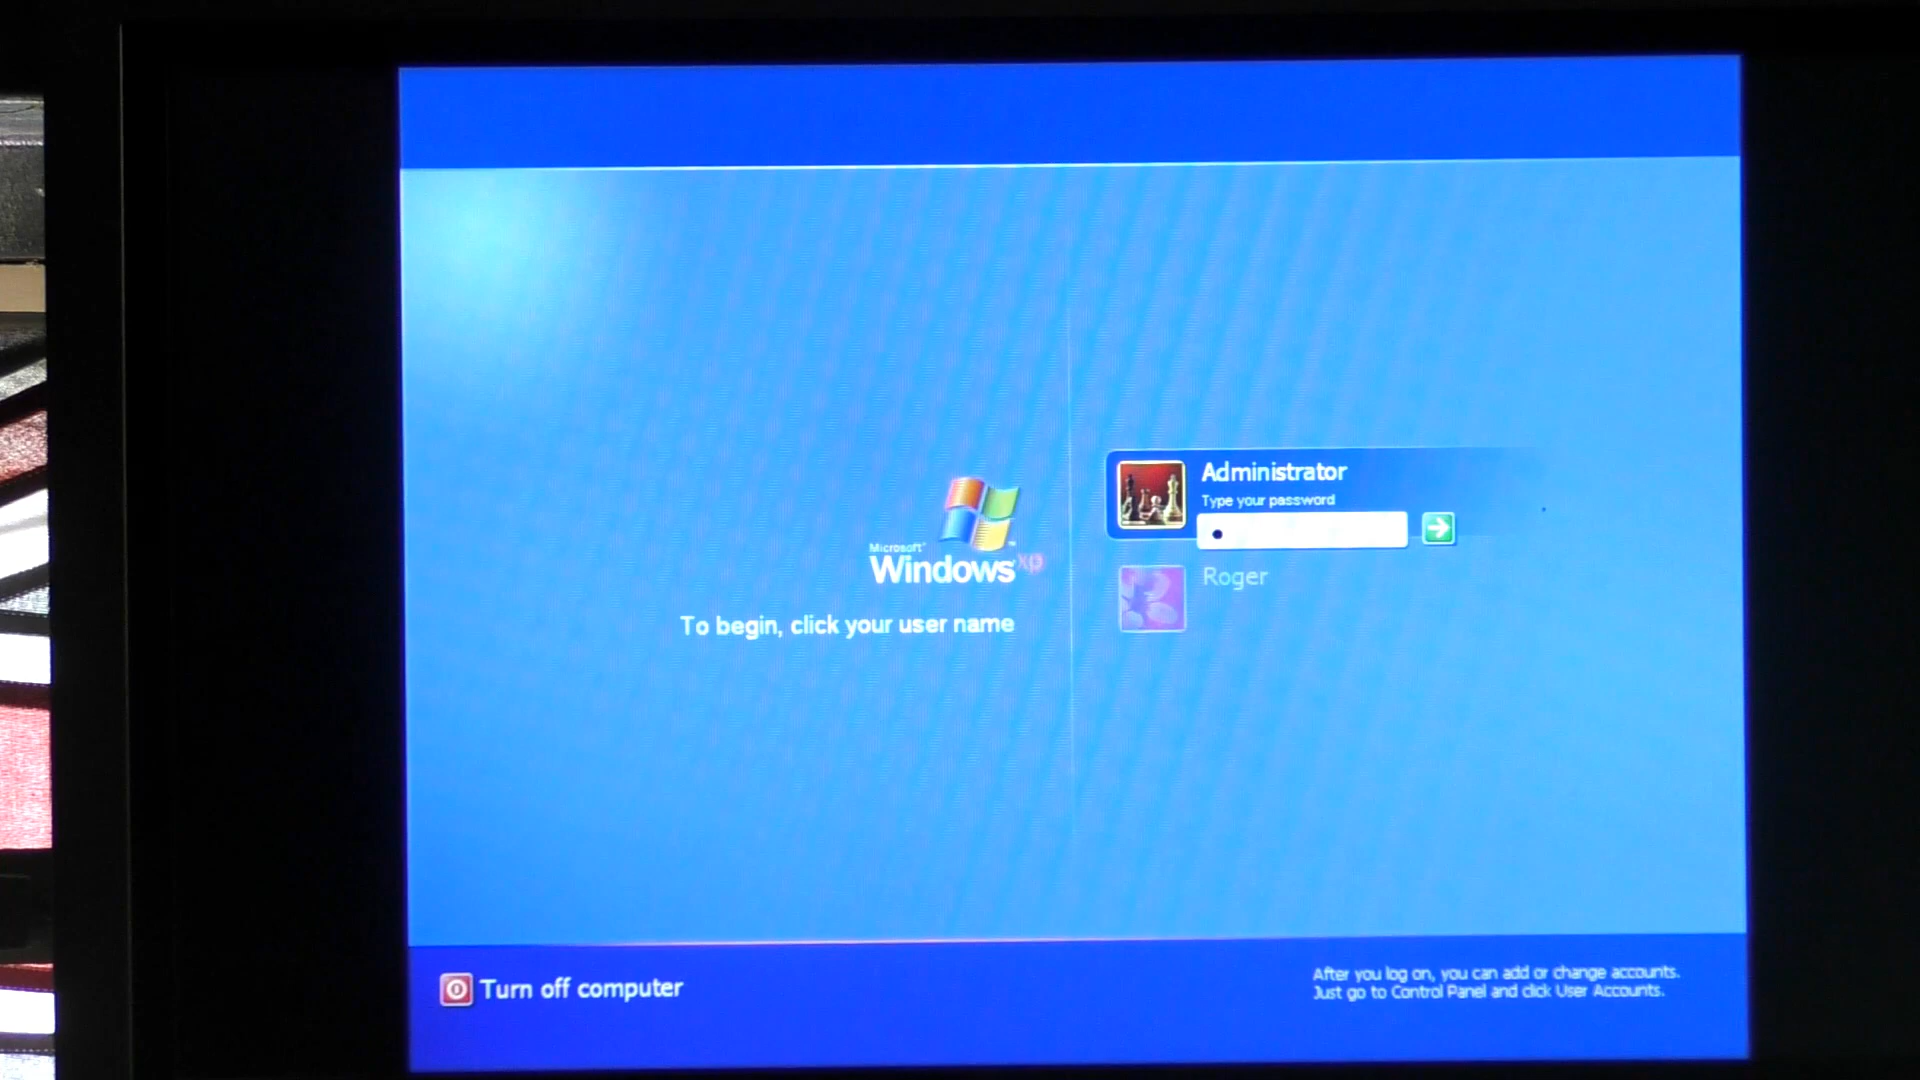 Administrator
Type your password
Microsoft®
Windows xp
Roger
To begin, click your user name
Turn off computer
After you log on, you can add or change accounts.
Just go to Control Panel and click User Accounts.